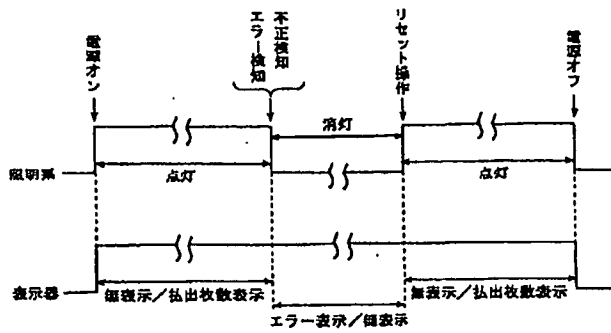 電源オン
不正検知
エラー検知
リセット操作
電源オフ
消灯
照明系
点灯
点灯
表示器
無表示／払出枚数表示
無表示／払出枚数表示
エラー表示／